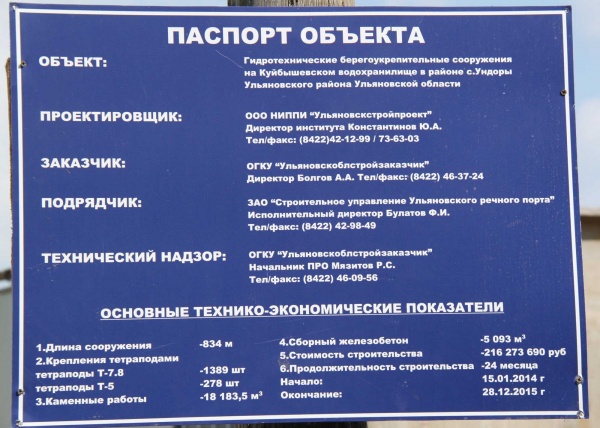 ПАСПОРТ ОБЪЕКТА
ОБЪЕКТ: Гидротехнические берегоукрепительные сооружения
на Куйбышевском водохранилище в районе с.Ундоры
Ульяновского района Ульяновской области
ПРОЕКТИРОВЩИК: ООО НИППИ "Ульяновскстройпроект"
Директор института Константинов Ю.А.
Тел/факс: (8422)42-12-99 / 73-63-03
ЗАКАЗЧИК: ОГКУ "Ульяновскоблстройзаказчик"
Директор Болгов А.А. Тел/факс: (8422) 46-37-24
ПОДРЯДЧИК: ЗАО "Строительное управление Ульяновского речного порта"
Исполнительный директор Булатов Ф.И.
Тел/факс: (8422) 42-98-49
ТЕХНИЧЕСКИЙ НАДЗОР: ОГКУ "Ульяновскоблстройзаказчик"
Начальник ПРО Мязитов Р.С.
Тел/факс: (8422) 46-09-56
ОСНОВНЫЕ ТЕХНИКО-ЭКОНОМИЧЕСКИЕ ПОКАЗАТЕЛИ
1.Длина сооружения -834 м
2.Крепления тетраподами
тетраподы Т-7.8 -1389 шт
тетраподы Т-5 -278 шт
3.Каменные работы -18 183,5 м³
4.Сборный железобетон -5 093 м³
5.Стоимость строительства -216 273 690 руб
6.Продолжительность строительства -24 месяца
Начало: 15.01.2014 г
Окончание: 28.12.2015 г